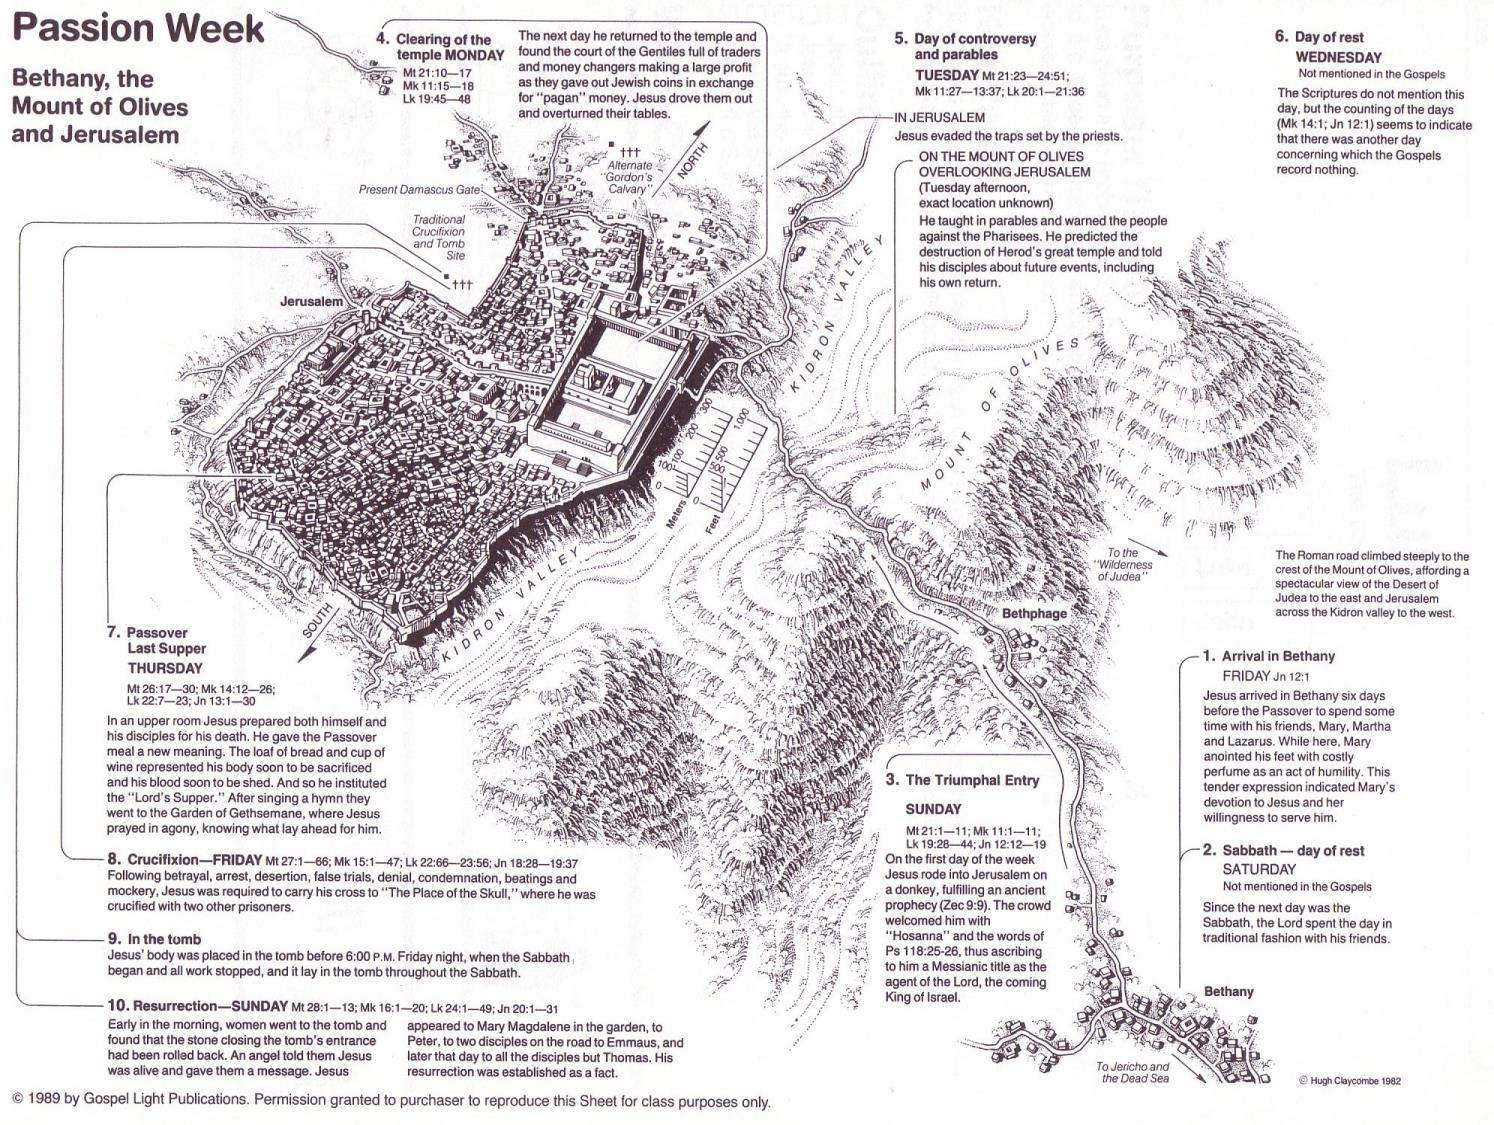 Passion Week
Bethany, the
Mount of Olives
and Jerusalem
4. Clearing of the
temple MONDAY
Mt 21:10—17
Mk 11:15—18
Lk 19:45—48
The next day he returned to the temple and
found the court of the Gentiles full of traders
and money changers making a large profit
as they gave out Jewish coins in exchange
for "pagan" money. Jesus drove them out
and overturned their tables.
5. Day of controversy
and parables
TUESDAY Mt 21:23—24:51;
Mk 11:27—13:37; Lk 20:1—21:36
IN JERUSALEM
Jesus evaded the traps set by the priests.
ON THE MOUNT OF OLIVES
OVERLOOKING JERUSALEM
(Tuesday afternoon,
exact location unknown)
He taught in parables and warned the people
against the Pharisees. He predicted the
destruction of Herod's great temple and told
his disciples about future events, including
his own return.
6. Day of rest
WEDNESDAY
Not mentioned in the Gospels
The Scriptures do not mention this
day, but the counting of the days
(Mk 14:1; Jn 12:1) seems to indicate
that there was another day
concerning which the Gospels
record nothing.
Alternate
"Gordon's
Calvary"
NORTH
Present Damascus Gate
Traditional
Crucifixion
and Tomb
Site
Jerusalem
KIDRON VALLEY
MOUNT OF OLIVES
300
200
100
100
0
Meters
1,000
500
500
0
Feet
KIDRON VALLEY
SOUTH
To the
"Wilderness
of Judea"
Bethphage
The Roman road climbed steeply to the
crest of the Mount of Olives, affording a
spectacular view of the Desert of
Judea to the east and Jerusalem
across the Kidron valley to the west.
7. Passover
Last Supper
THURSDAY
Mt 26:17—30; Mk 14:12—26;
Lk 22:7—23; Jn 13:1—30
In an upper room Jesus prepared both himself and
his disciples for his death. He gave the Passover
meal a new meaning. The loaf of bread and cup of
wine represented his body soon to be sacrificed
and his blood soon to be shed. And so he instituted
the "Lord's Supper." After singing a hymn they
went to the Garden of Gethsemane, where Jesus
prayed in agony, knowing what lay ahead for him.
1. Arrival in Bethany
FRIDAY Jn 12:1
Jesus arrived in Bethany six days
before the Passover to spend some
time with his friends, Mary, Martha
and Lazarus. While here, Mary
anointed his feet with costly
perfume as an act of humility. This
tender expression indicated Mary's
devotion to Jesus and her
willingness to serve him.
3. The Triumphal Entry
SUNDAY
Mt 21:1—11; Mk 11:1—11;
Lk 19:28—44; Jn 12:12—19
On the first day of the week
Jesus rode into Jerusalem on
a donkey, fulfilling an ancient
prophecy (Zec 9:9). The crowd
welcomed him with
"Hosanna" and the words of
Ps 118:25-26, thus ascribing
to him a Messianic title as the
agent of the Lord, the coming
King of Israel.
2. Sabbath — day of rest
SATURDAY
Not mentioned in the Gospels
Since the next day was the
Sabbath, the Lord spent the day in
traditional fashion with his friends.
8. Crucifixion—FRIDAY Mt 27:1—66; Mk 15:1—47; Lk 22:66—23:56; Jn 18:28—19:37
Following betrayal, arrest, desertion, false trials, denial, condemnation, beatings and
mockery, Jesus was required to carry his cross to "The Place of the Skull," where he was
crucified with two other prisoners.
9. In the tomb
Jesus' body was placed in the tomb before 6:00 P.M. Friday night, when the Sabbath
began and all work stopped, and it lay in the tomb throughout the Sabbath.
10. Resurrection—SUNDAY Mt 28:1—13; Mk 16:1—20; Lk 24:1—49; Jn 20:1—31
Early in the morning, women went to the tomb and
found that the stone closing the tomb's entrance
had been rolled back. An angel told them Jesus
was alive and gave them a message. Jesus
appeared to Mary Magdalene in the garden, to
Peter, to two disciples on the road to Emmaus, and
later that day to all the disciples but Thomas. His
resurrection was established as a fact.
Bethany
To Jericho and
the Dead Sea
© Hugh Claycombe 1982
© 1989 by Gospel Light Publications. Permission granted to purchaser to reproduce this Sheet for class purposes only.